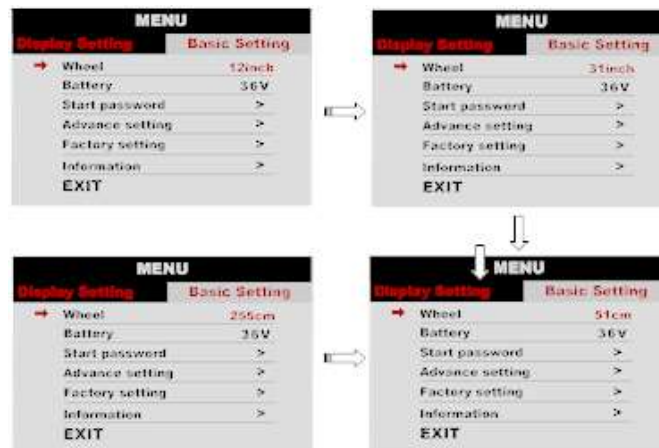 MENU
Display Setting Basic Setting
Wheel 12inch
Battery 36V
Start password >
Advance setting >
Factory setting >
Information >
EXIT
MENU
Display Setting Basic Setting
Wheel 31inch
Battery 36V
Start password >
Advance setting >
Factory setting >
Information >
EXIT
MENU
Display Setting Basic Setting
Wheel 255cm
Battery 36V
Start password >
Advance setting >
Factory setting >
Information >
EXIT
MENU
Display Setting Basic Setting
Wheel 51cm
Battery 36V
Start password >
Advance setting >
Factory setting >
Information >
EXIT